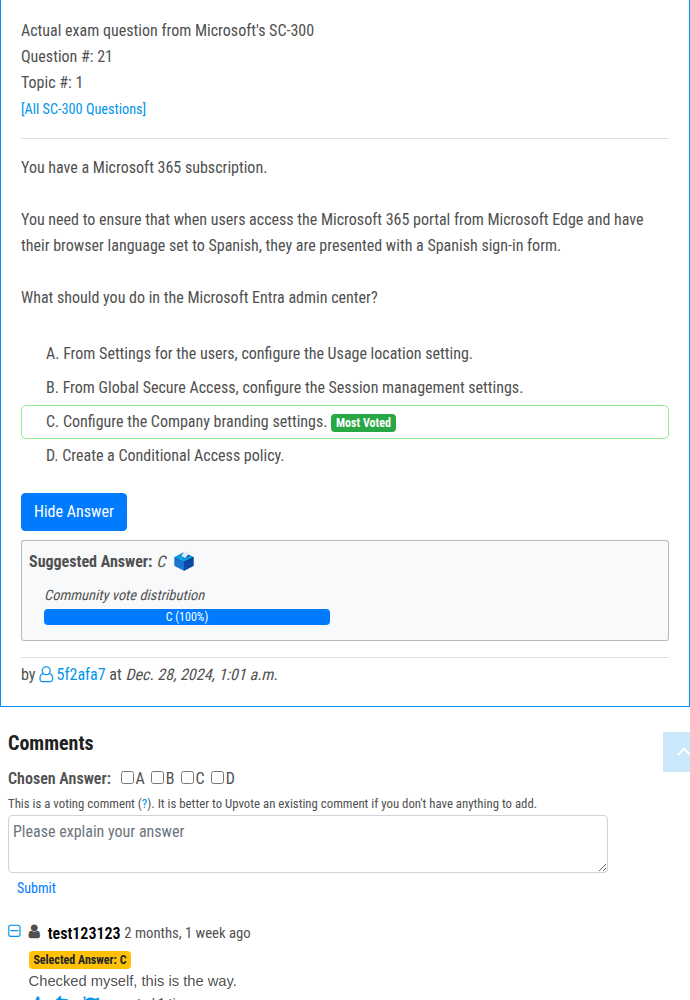 Actual exam question from Microsoft's SC-300
Question #: 21
Topic #: 1
[All SC-300 Questions]
You have a Microsoft 365 subscription.
You need to ensure that when users access the Microsoft 365 portal from Microsoft Edge and have
their browser language set to Spanish, they are presented with a Spanish sign-in form.
What should you do in the Microsoft Entra admin center?
A. From Settings for the users, configure the Usage location setting.
B. From Global Secure Access, configure the Session management settings.
C. Configure the Company branding settings. Most Voted
D. Create a Conditional Access policy.
Hide Answer
Suggested Answer: C
Community vote distribution
C (100%)
by 5f2afa7 at Dec. 28, 2024, 1:01 a.m.
Comments
Chosen Answer: A B C D
This is a voting comment (?). It is better to Upvote an existing comment if you don't have anything to add.
Please explain your answer
Submit
test123123 2 months, 1 week ago
Selected Answer: C
Checked myself, this is the way.